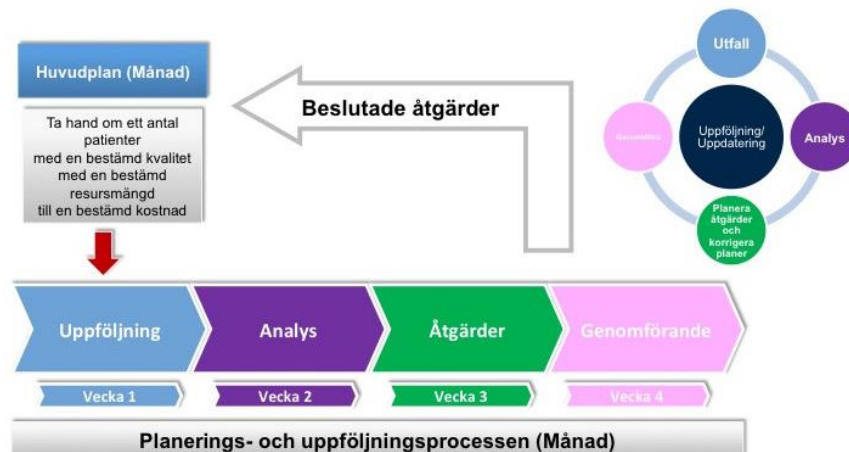 Huvudplan (Månad)
Ta hand om ett antal
patienter
med en bestämd kvalitet
med en bestämd
resursmängd
till en bestämd kostnad
Beslutade åtgärder
Utfall
Uppföljning/
Uppdatering
Analys
Planera
åtgärder
och
korrigera
planer
Uppföljning
Analys
Åtgärder
Genomförande
Vecka 1
Vecka 2
Vecka 3
Vecka 4
Planerings- och uppföljningsprocessen (Månad)